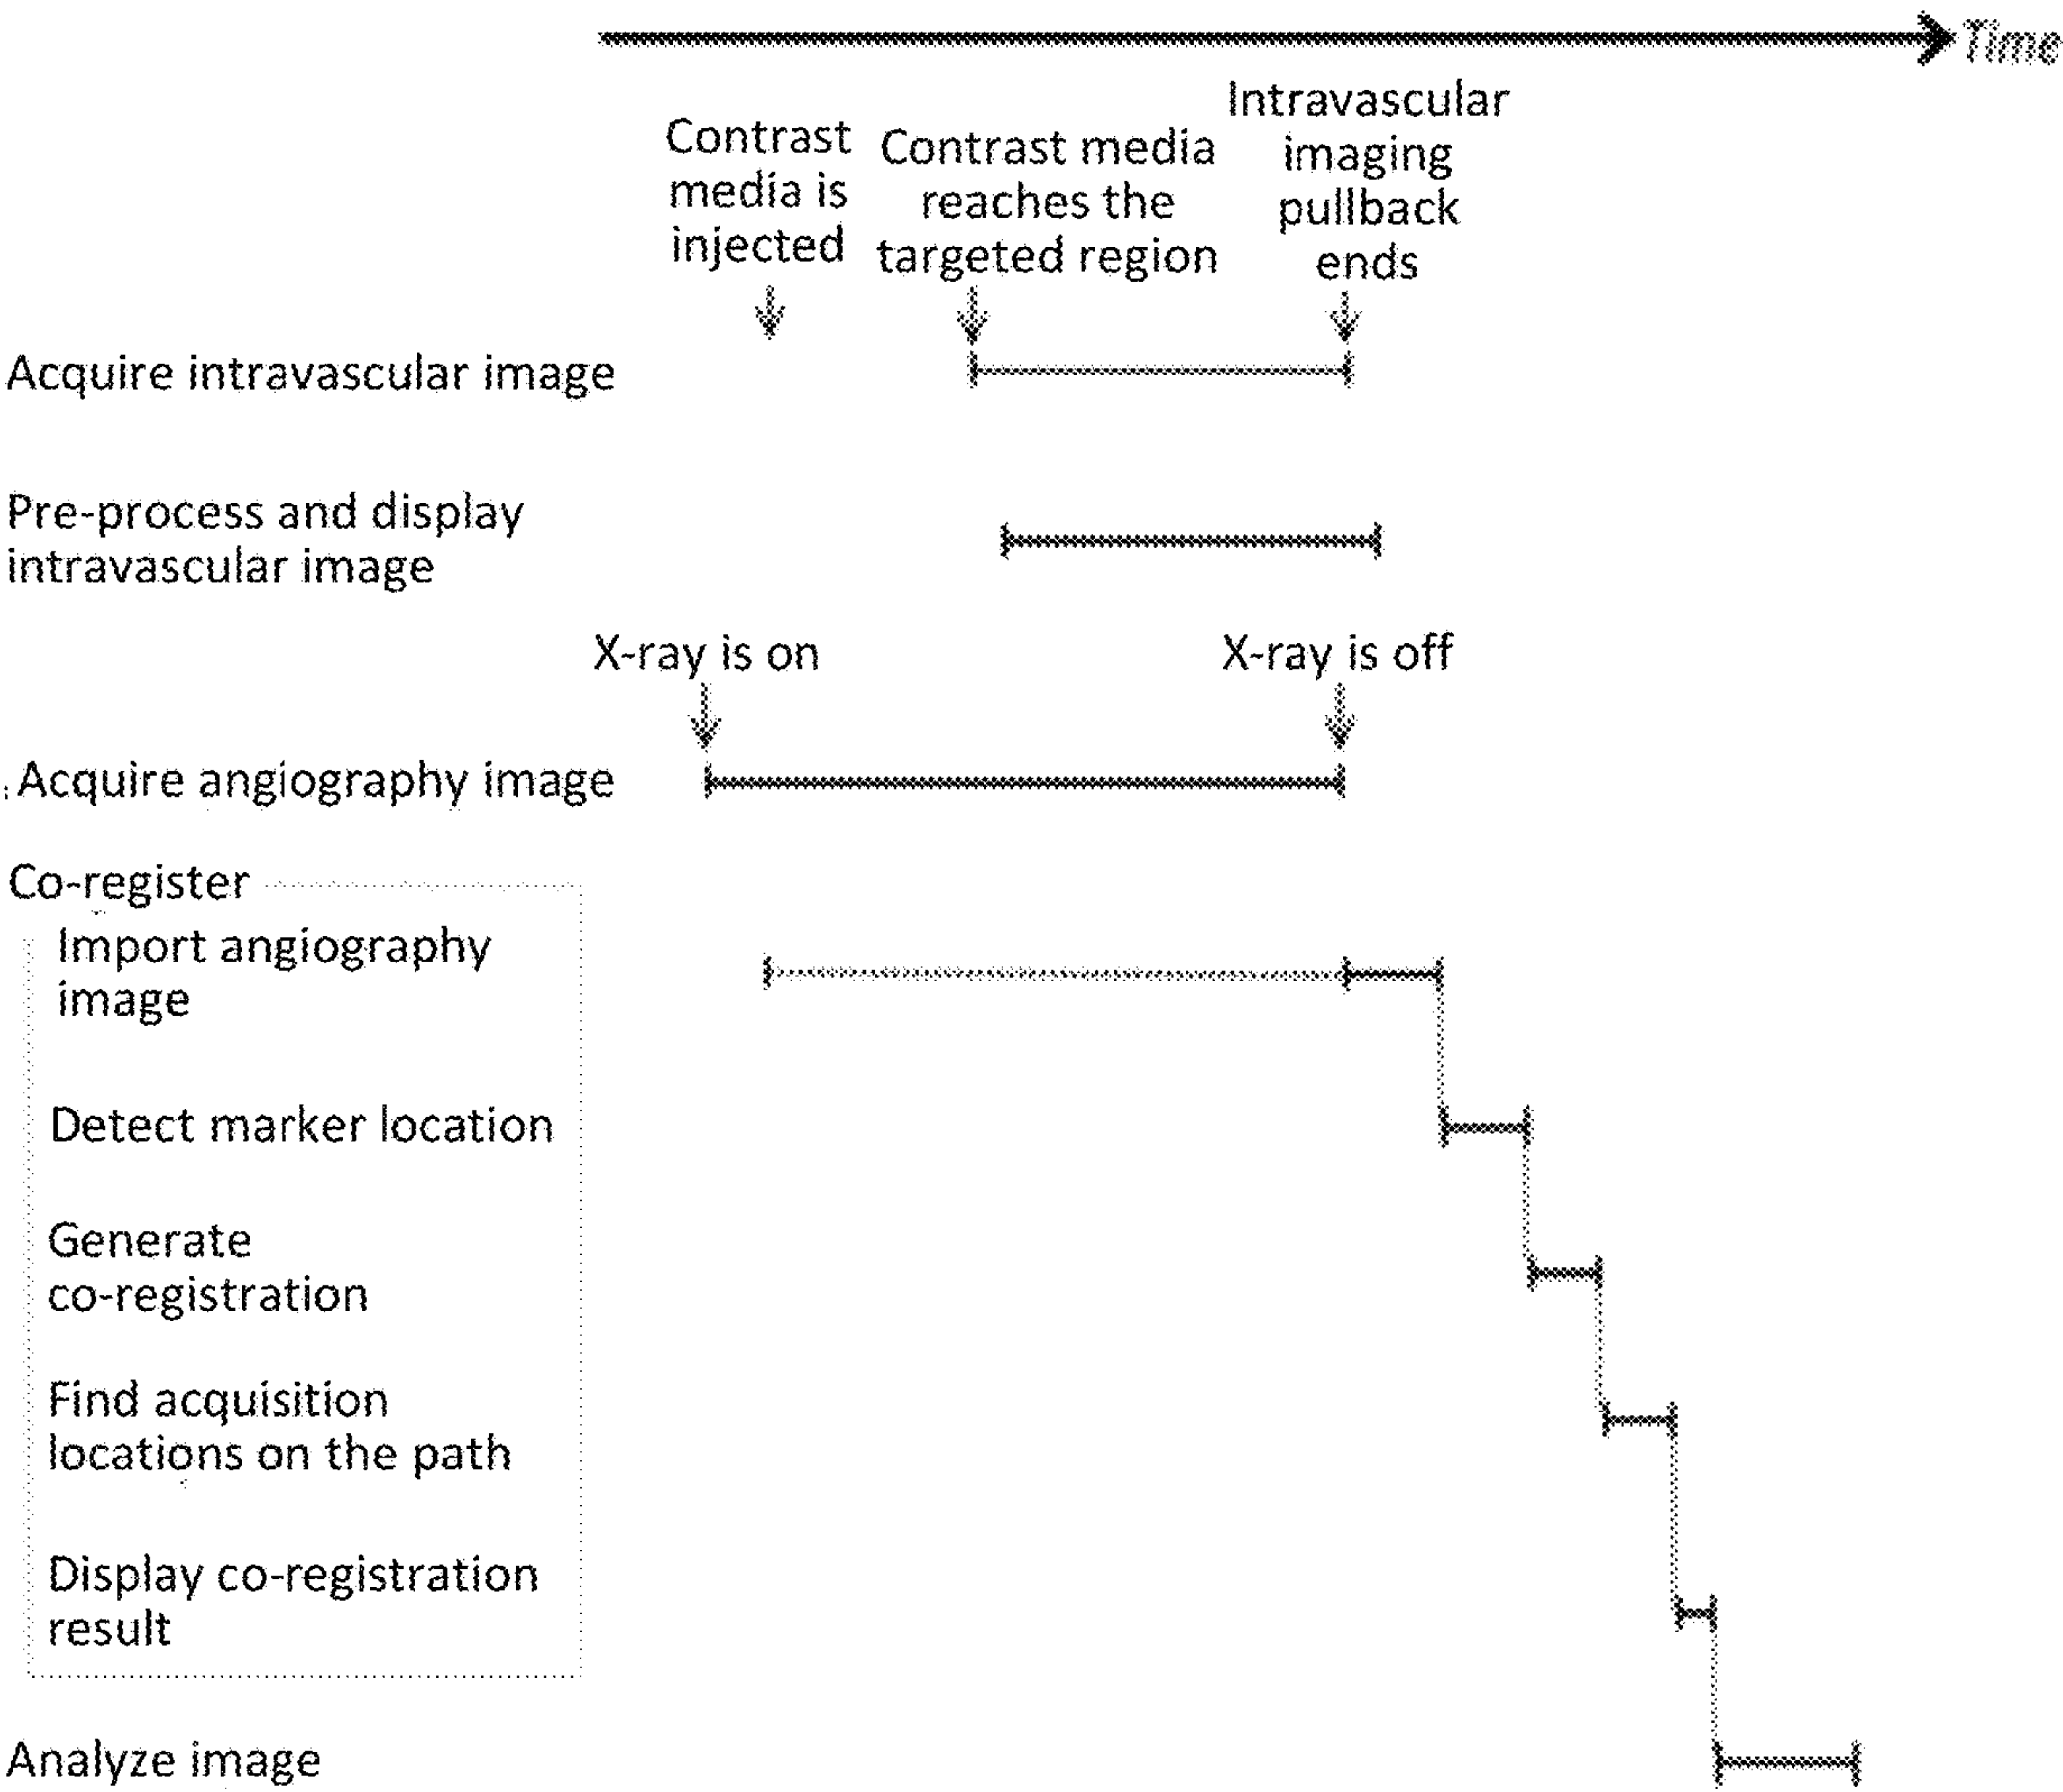 Time
Contrast
media is
injected
Contrast media
reaches the
targeted region
Intravascular
imaging
pullback
ends
Acquire intravascular image
Pre-process and display
intravascular image
X-ray is on
X-ray is off
Acquire angiography image
Co-register
Import angiography
image
Detect marker location
Generate
co-registration
Find acquisition
locations on the path
Display co-registration
result
Analyze image